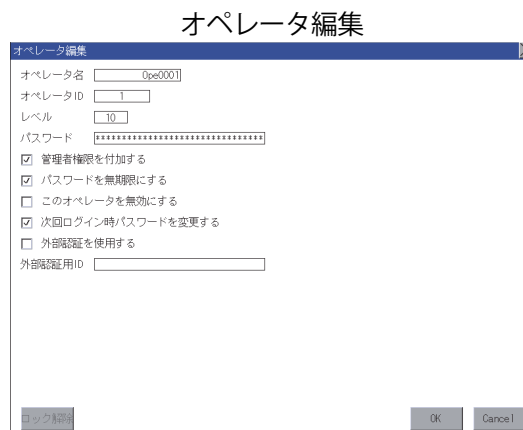 オペレータ編集
オペレータ編集
オペレータ名 Ope0001
オペレータID 1
レベル 10
パスワード ********************************
管理者権限を付加する
パスワードを無期限にする
このオペレータを無効にする
次回ログイン時パスワードを変更する
外部認証を使用する
外部認証用ID
ロック解除
OK Cancel